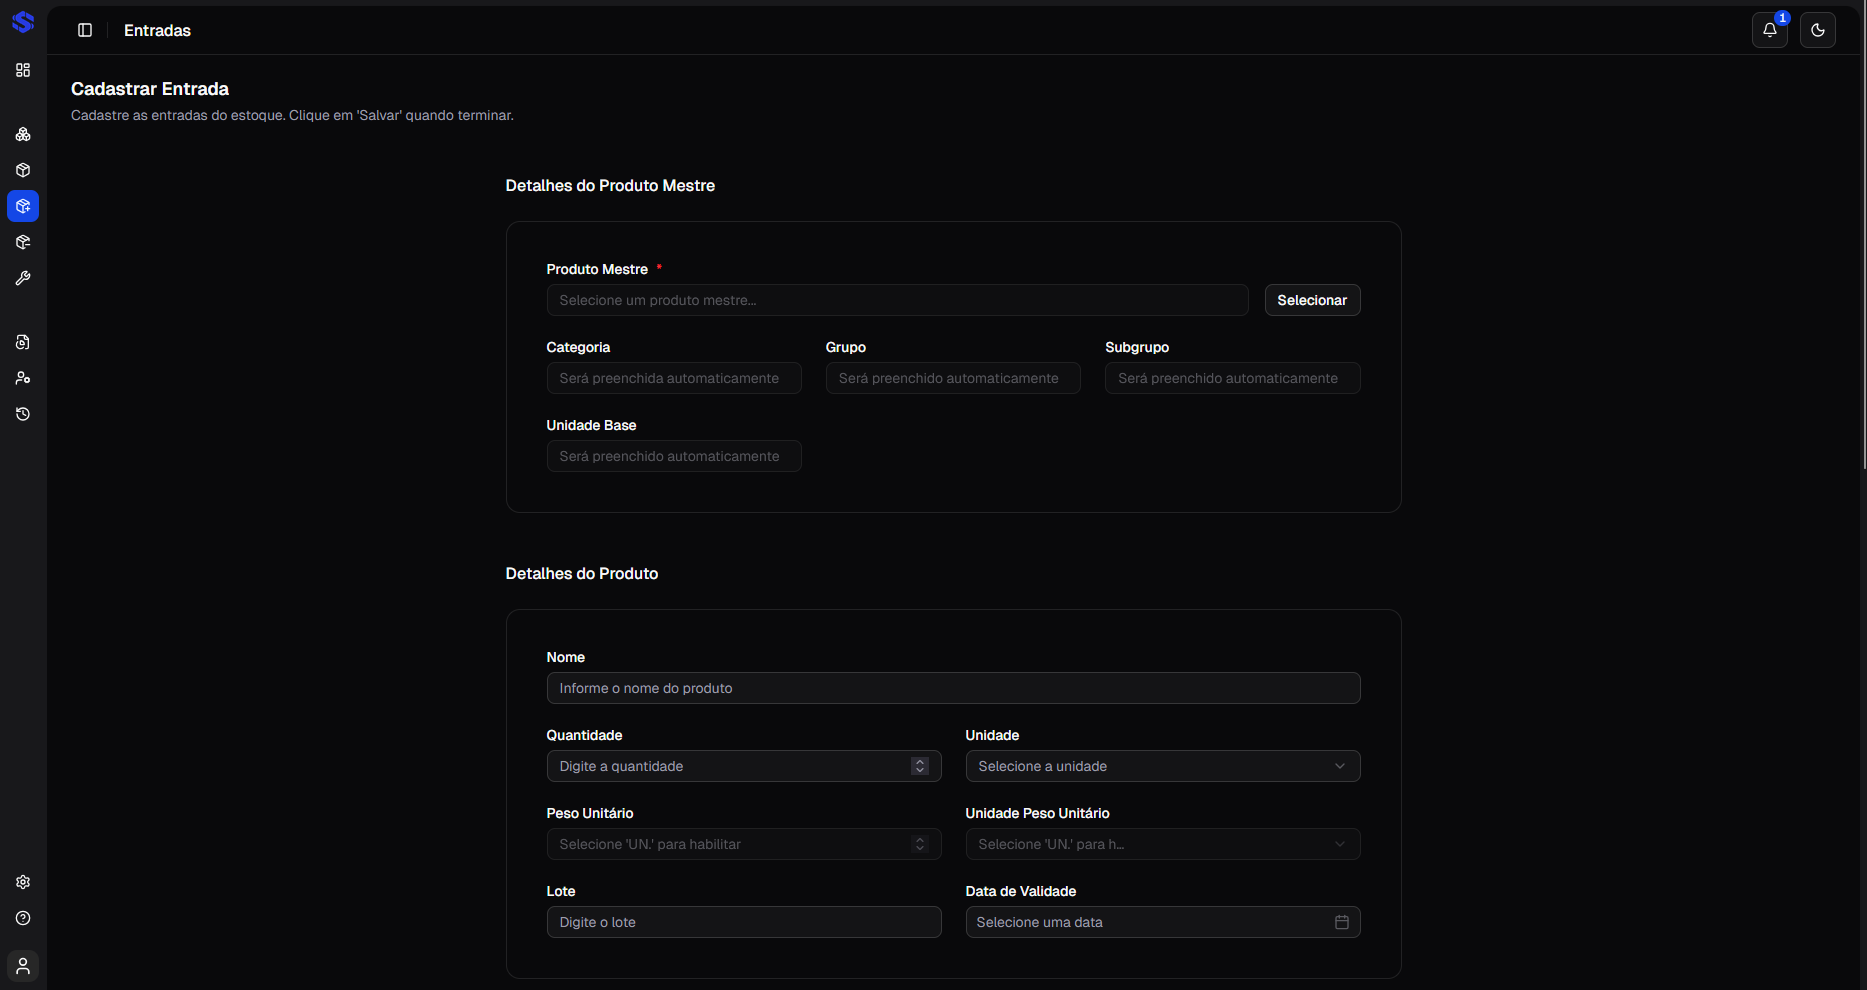 Entradas
1
Cadastrar Entrada
Cadastre as entradas do estoque. Clique em 'Salvar' quando terminar.
Detalhes do Produto Mestre
Produto Mestre *
Selecione um produto mestre...
Selecionar
Categoria
Grupo
Subgrupo
Será preenchida automaticamente
Será preenchido automaticamente
Será preenchido automaticamente
Unidade Base
Será preenchido automaticamente
Detalhes do Produto
Nome
Informe o nome do produto
Quantidade
Unidade
Digite a quantidade
Selecione a unidade
Peso Unitário
Unidade Peso Unitário
Selecione 'UN.' para habilitar
Selecione 'UN.' para h...
Lote
Data de Validade
Digite o lote
Selecione uma data